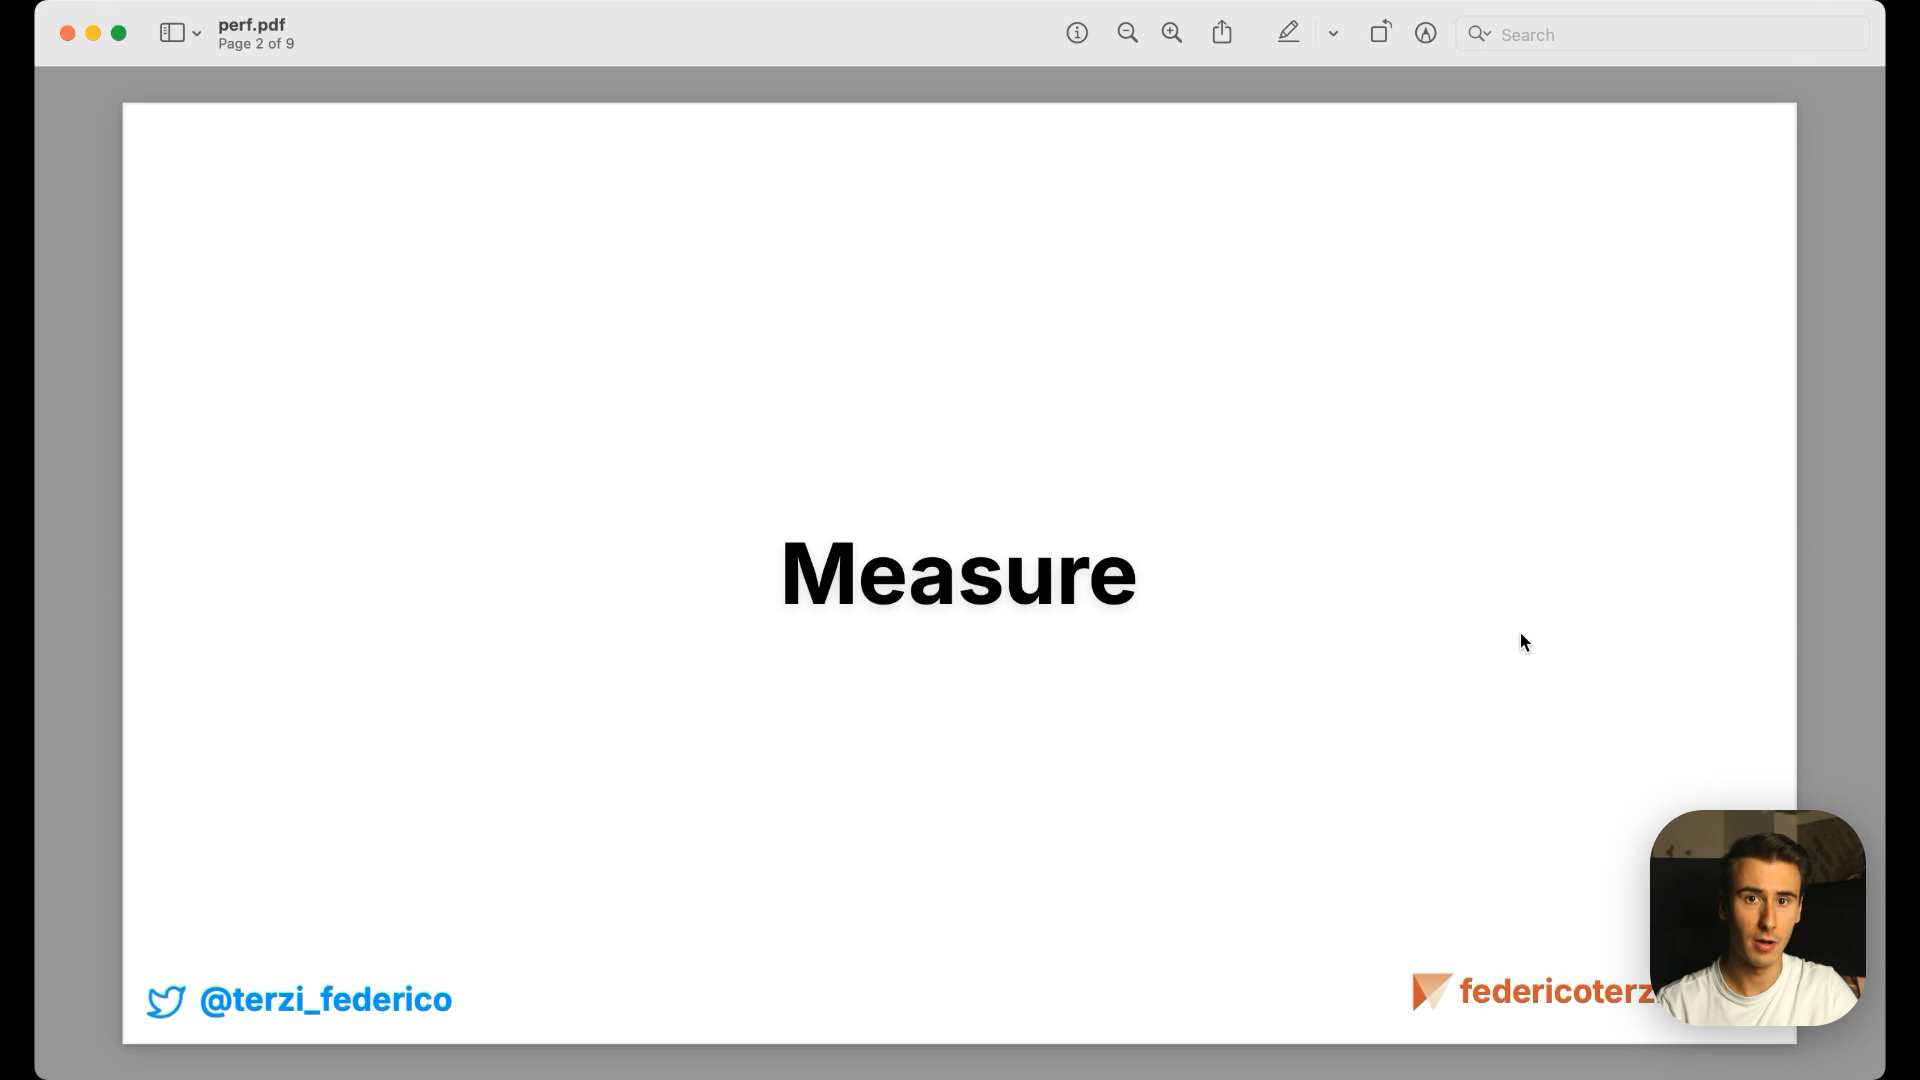 perf.pdf
Page 2 of 9
Search
Measure
@terzi_federico
federicoterz